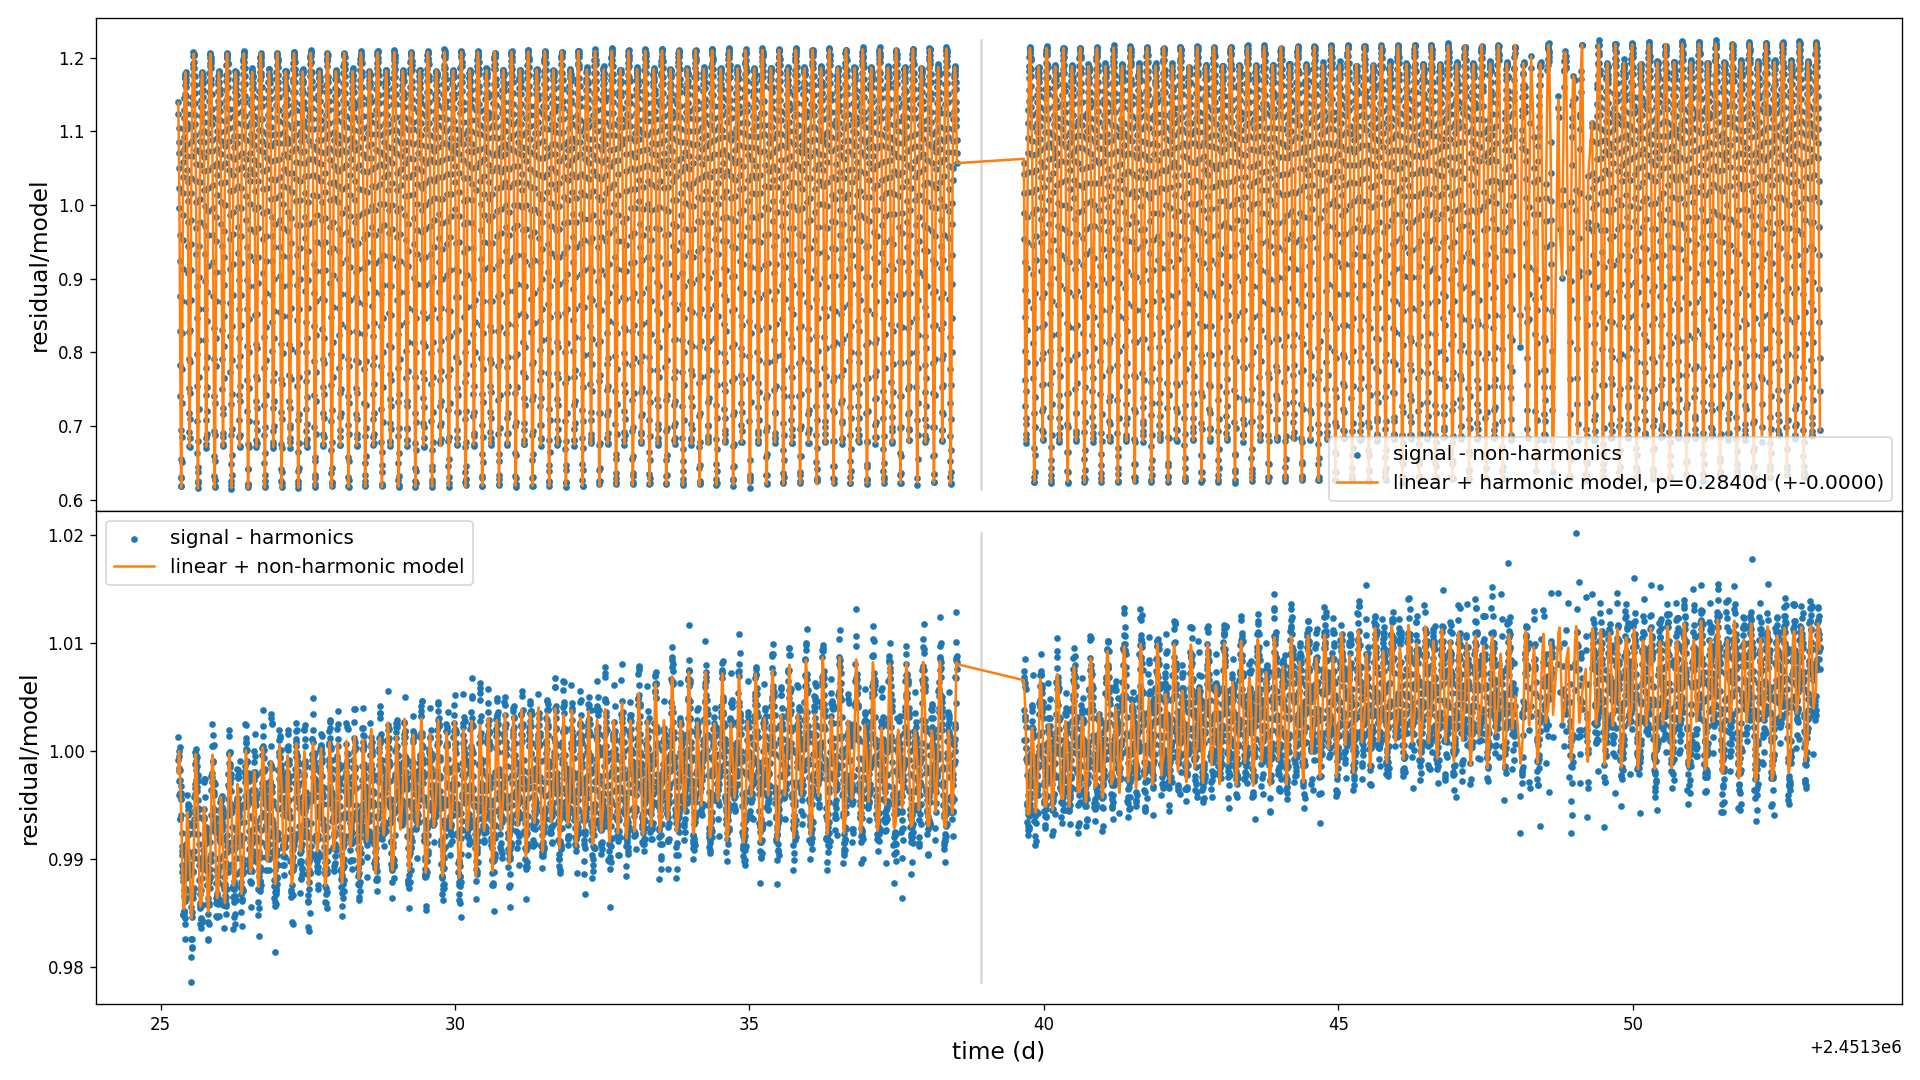 1.2
1.1
1.0
0.9
0.8
0.7
0.6
residual/model
signal - non-harmonics
linear + harmonic model, p=0.2840d (+-0.0000)
1.02
1.01
1.00
0.99
0.98
residual/model
signal - harmonics
linear + non-harmonic model
25 30 35 40 45 50
time (d)
+2.4513e6